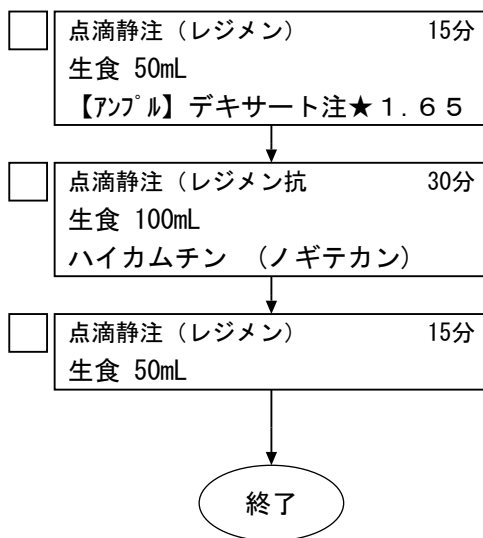 点滴静注（レジメン） 15分
生食 50mL
【ｱﾝﾌﾟﾙ】デキサート注★１.６５
点滴静注（レジメン抗 30分
生食 100mL
ハイカムチン （ノギテカン）
点滴静注（レジメン） 15分
生食 50mL
終了